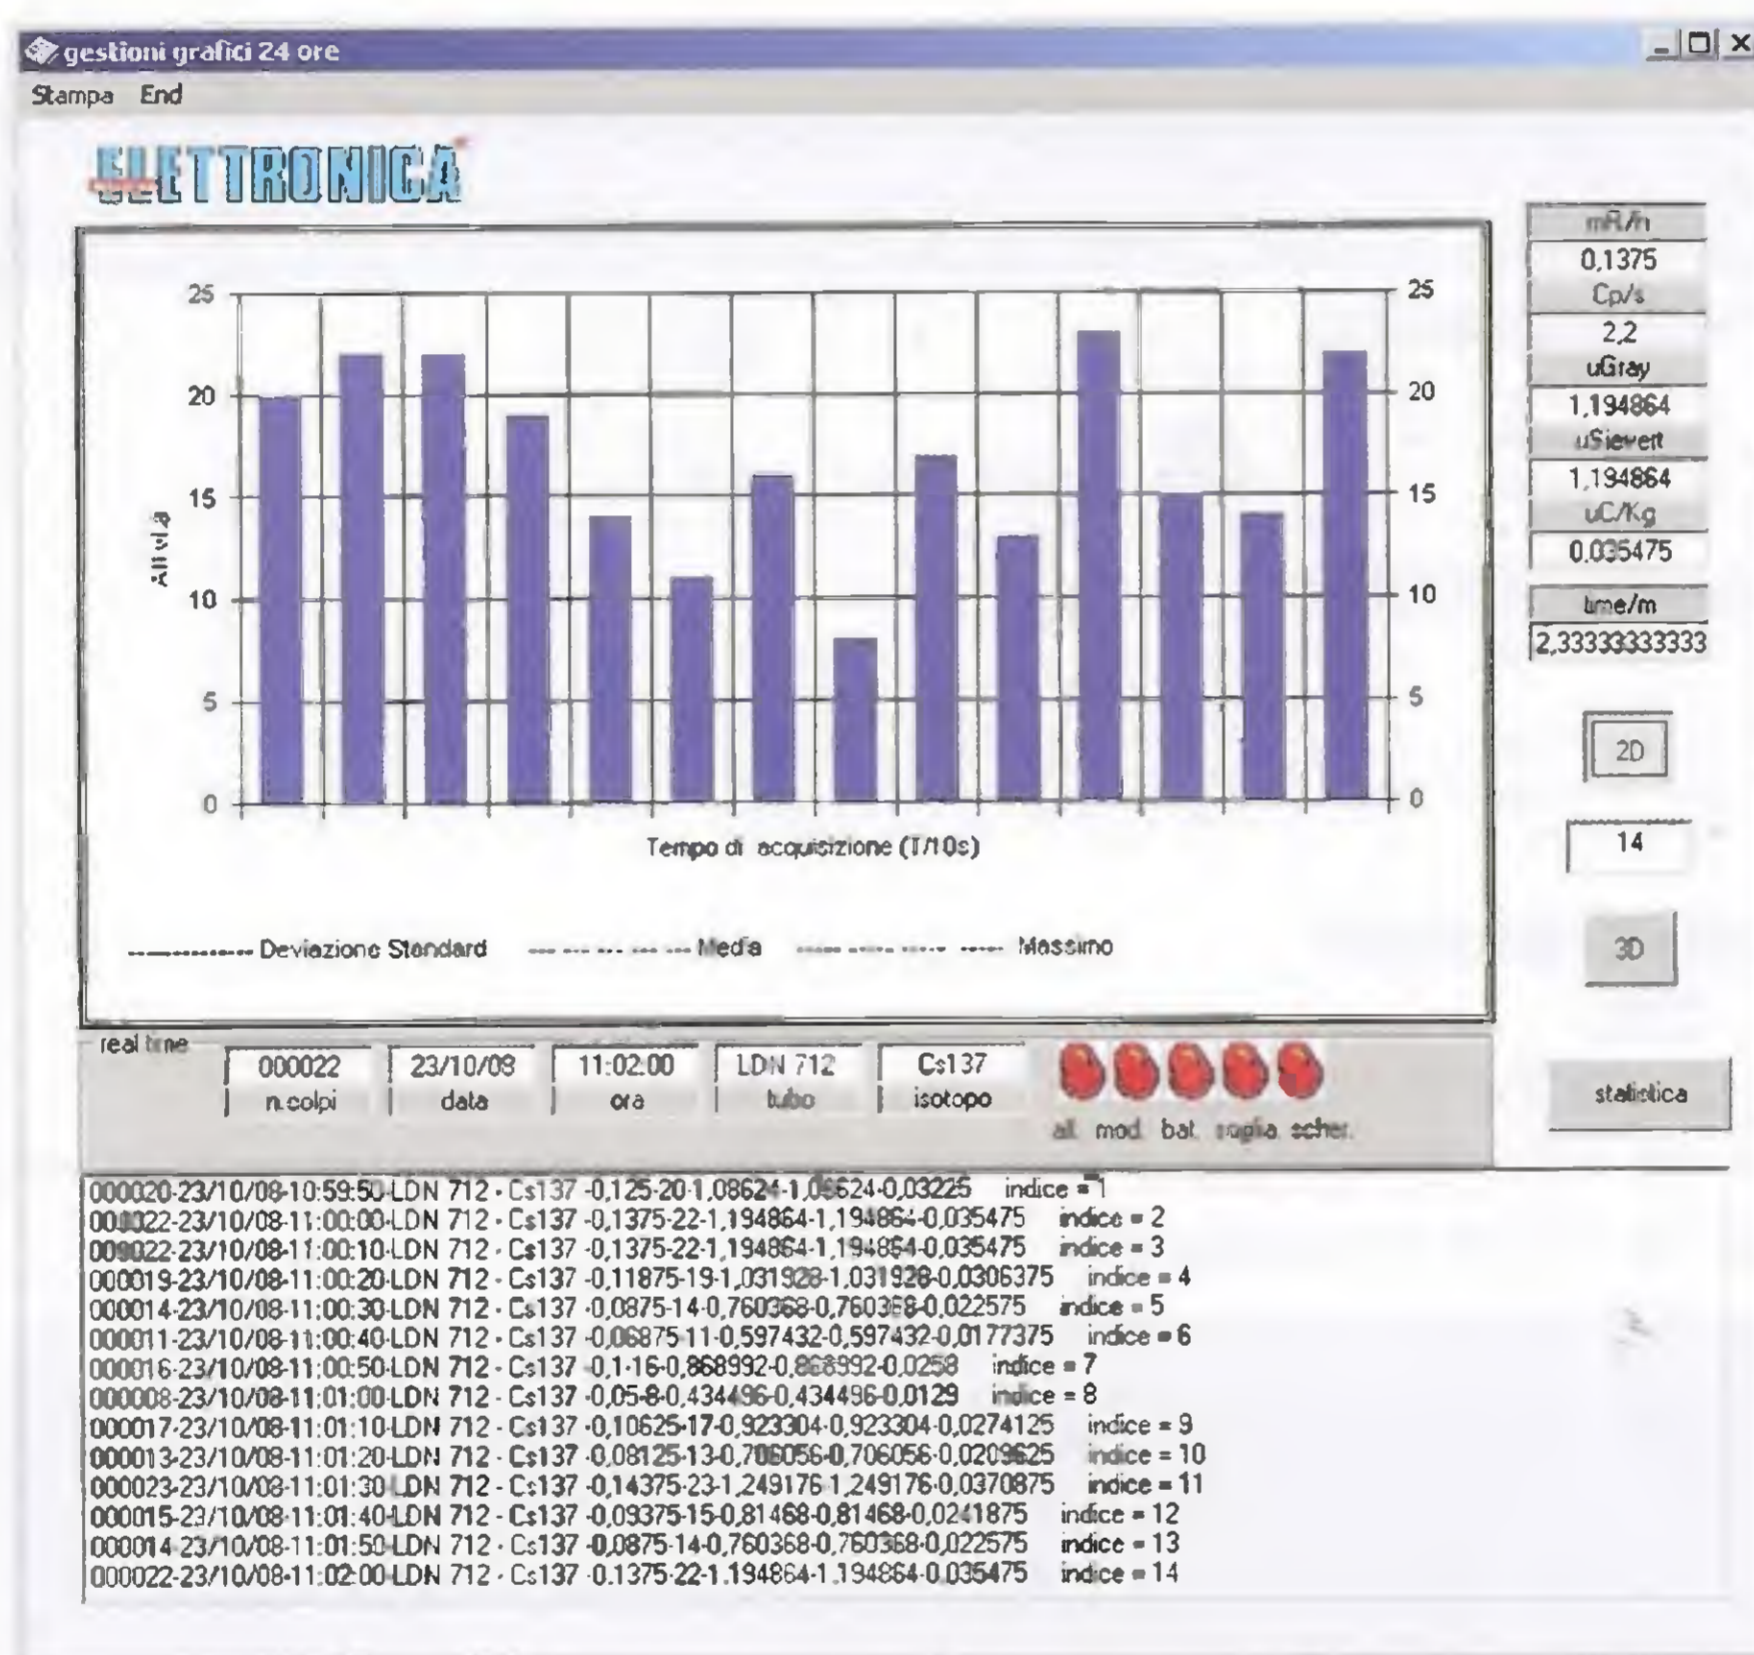 gestioni grafici 24 ore
Stampa End
ELETTRONICA
mR/h
0,1375
Cp/s
2,2
uGray
1,194864
uSievert
1,194864
uC/Kg
0.035475
time/m
2,33333333333
2D
14
3D
statistica
25 25
20 20
15 15
10 10
5 5
0 0
Attività
Tempo di acquisizione (T/10s)
Deviazione Standard Media Massimo
real time
000022 23/10/08 11:02:00 LDN 712 Cs137
n.colpi data ora tubo isotopo
all. mod. bat. soglia. scher.
000020-23/10/08-10:59:50-LDN 712 - Cs137 -0,125-20-1,08624-1,08624-0,03225 indice = 1
000022-23/10/08-11:00:00-LDN 712 - Cs137 -0,1375-22-1,194864-1,194864-0,035475 indice = 2
000022-23/10/08-11:00:10-LDN 712 - Cs137 -0,1375-22-1,194864-1,194864-0,035475 indice = 3
000019-23/10/08-11:00:20-LDN 712 - Cs137 -0,11875-19-1,031928-1,031928-0,0306375 indice = 4
000014-23/10/08-11:00:30-LDN 712 - Cs137 -0,0875-14-0,760368-0,760368-0,022575 indice = 5
000011-23/10/08-11:00:40-LDN 712 - Cs137 -0,06875-11-0,597432-0,597432-0,0177375 indice = 6
000016-23/10/08-11:00:50-LDN 712 - Cs137 -0,1-16-0,868992-0,868992-0,0258 indice = 7
000008-23/10/08-11:01:00-LDN 712 - Cs137 -0,05-8-0,434496-0,434496-0,0129 indice = 8
000017-23/10/08-11:01:10-LDN 712 - Cs137 -0,10625-17-0,923304-0,923304-0,0274125 indice = 9
000013-23/10/08-11:01:20-LDN 712 - Cs137 -0,08125-13-0,706056-0,706056-0,0209625 indice = 10
000023-23/10/08-11:01:30-LDN 712 - Cs137 -0,14375-23-1,249176-1,249176-0,0370875 indice = 11
000015-23/10/08-11:01:40-LDN 712 - Cs137 -0,09375-15-0,81468-0,81468-0,0241875 indice = 12
000014-23/10/08-11:01:50-LDN 712 - Cs137 -0,0875-14-0,760368-0,760368-0,022575 indice = 13
000022-23/10/08-11:02:00-LDN 712 - Cs137 -0.1375-22-1.194864-1.194864-0,035475 indice = 14